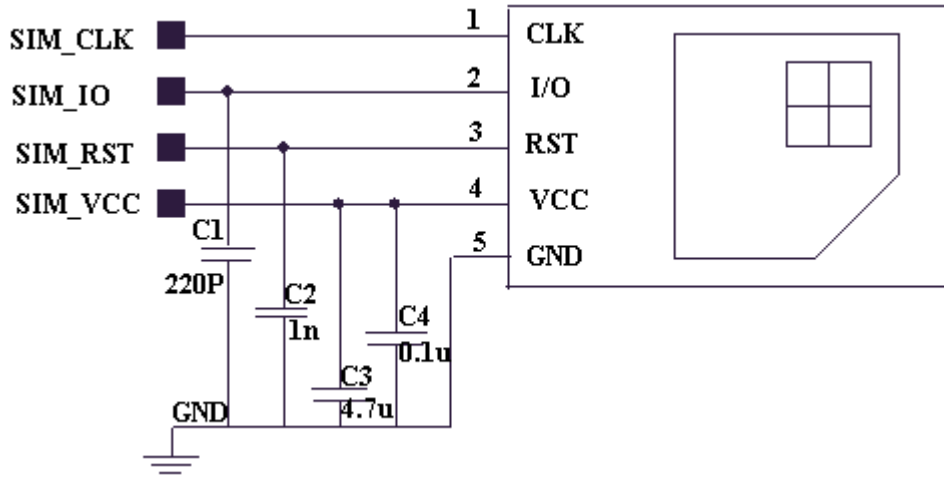 SIM_CLK 1 CLK
SIM_IO 2 I/O
SIM_RST 3 RST
SIM_VCC 4 VCC
C1 5 GND
220P
C2
1n
C4
0.1u
C3
4.7u
GND